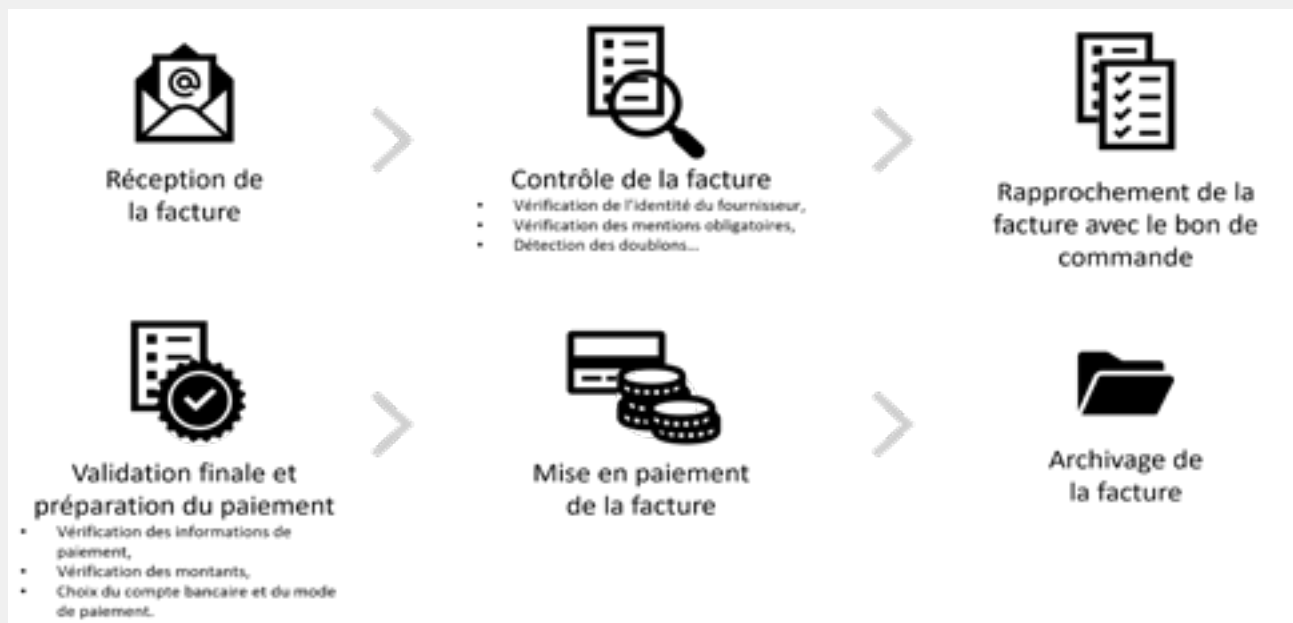 @
Réception de
la facture
Contrôle de la facture
• Vérification de l'identité du fournisseur,
• Vérification des mentions obligatoires,
• Détection des doublons...
Rapprochement de la
facture avec le bon de
commande
Validation finale et
préparation du paiement
• Vérification des informations de
paiement,
• Vérification des montants,
• Choix du compte bancaire et du mode
de paiement.
Mise en paiement
de la facture
Archivage de
la facture